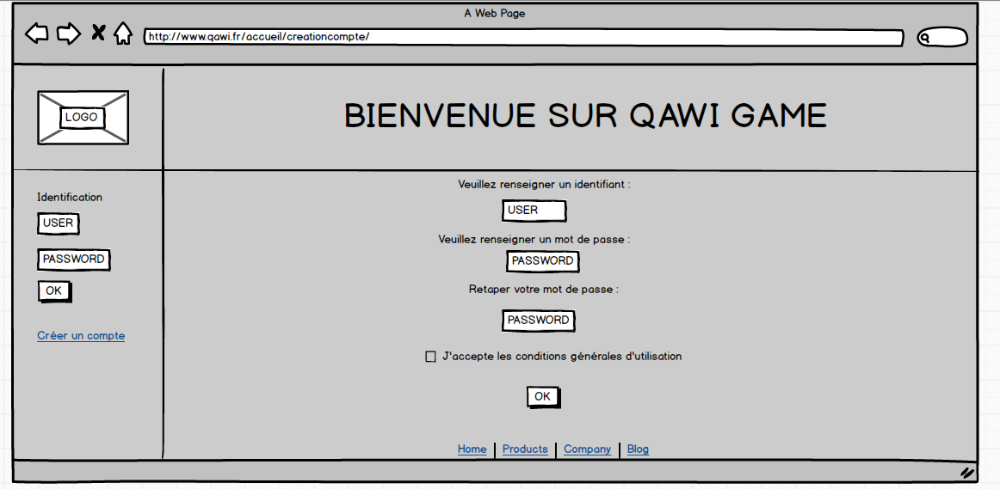 A Web Page
http://www.qawi.fr/accueil/creationcompte/
LOGO
BIENVENUE SUR QAWI GAME
Identification
USER
PASSWORD
OK
Créer un compte
Veuillez renseigner un identifiant :
USER
Veuillez renseigner un mot de passe :
PASSWORD
Retaper votre mot de passe :
PASSWORD
J'accepte les conditions générales d'utilisation
OK
Home | Products | Company | Blog